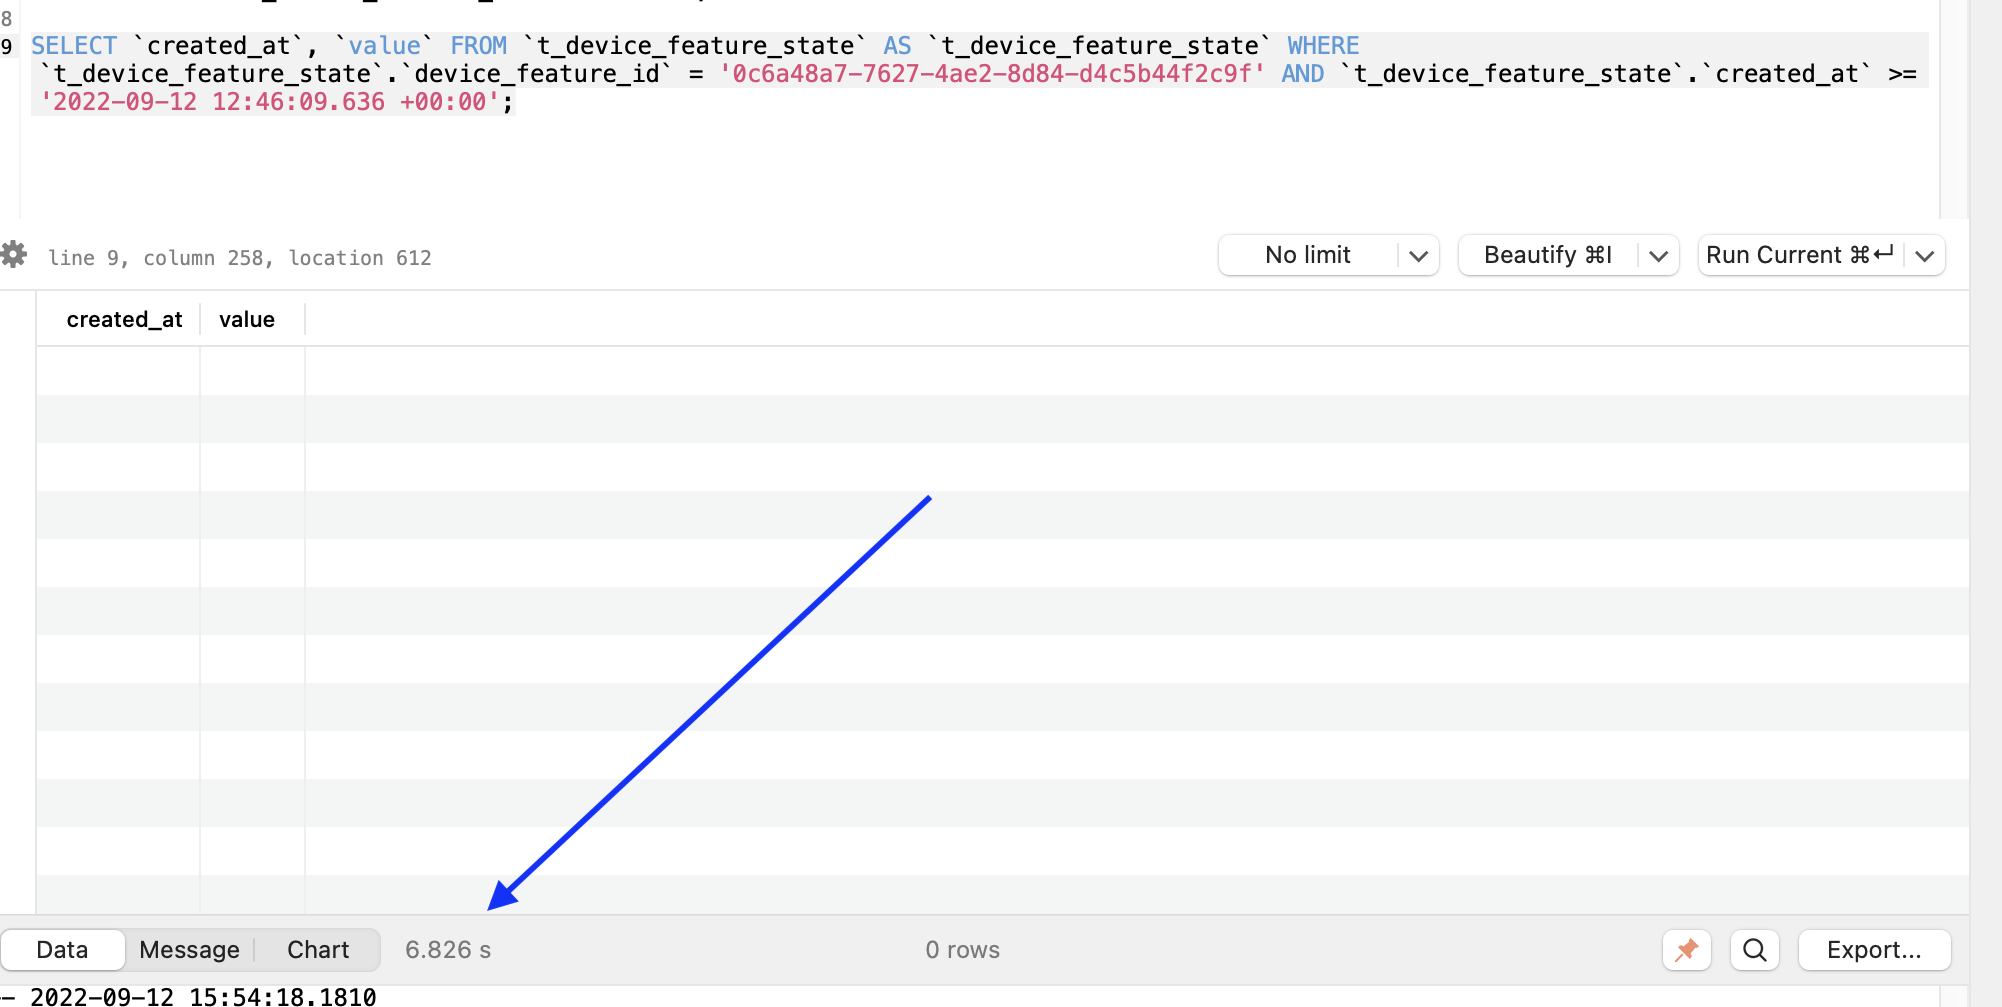 8
9 SELECT `created_at`, `value` FROM `t_device_feature_state` AS `t_device_feature_state` WHERE
`t_device_feature_state`.`device_feature_id` = '0c6a48a7-7627-4ae2-8d84-d4c5b44f2c9f' AND `t_device_feature_state`.`created_at` >=
'2022-09-12 12:46:09.636 +00:00';
line 9, column 258, location 612 No limit Beautify ⌘I Run Current ⌘↵
created_at value
Data Message Chart 6.826 s 0 rows Export...
-- 2022-09-12 15:54:18.1810